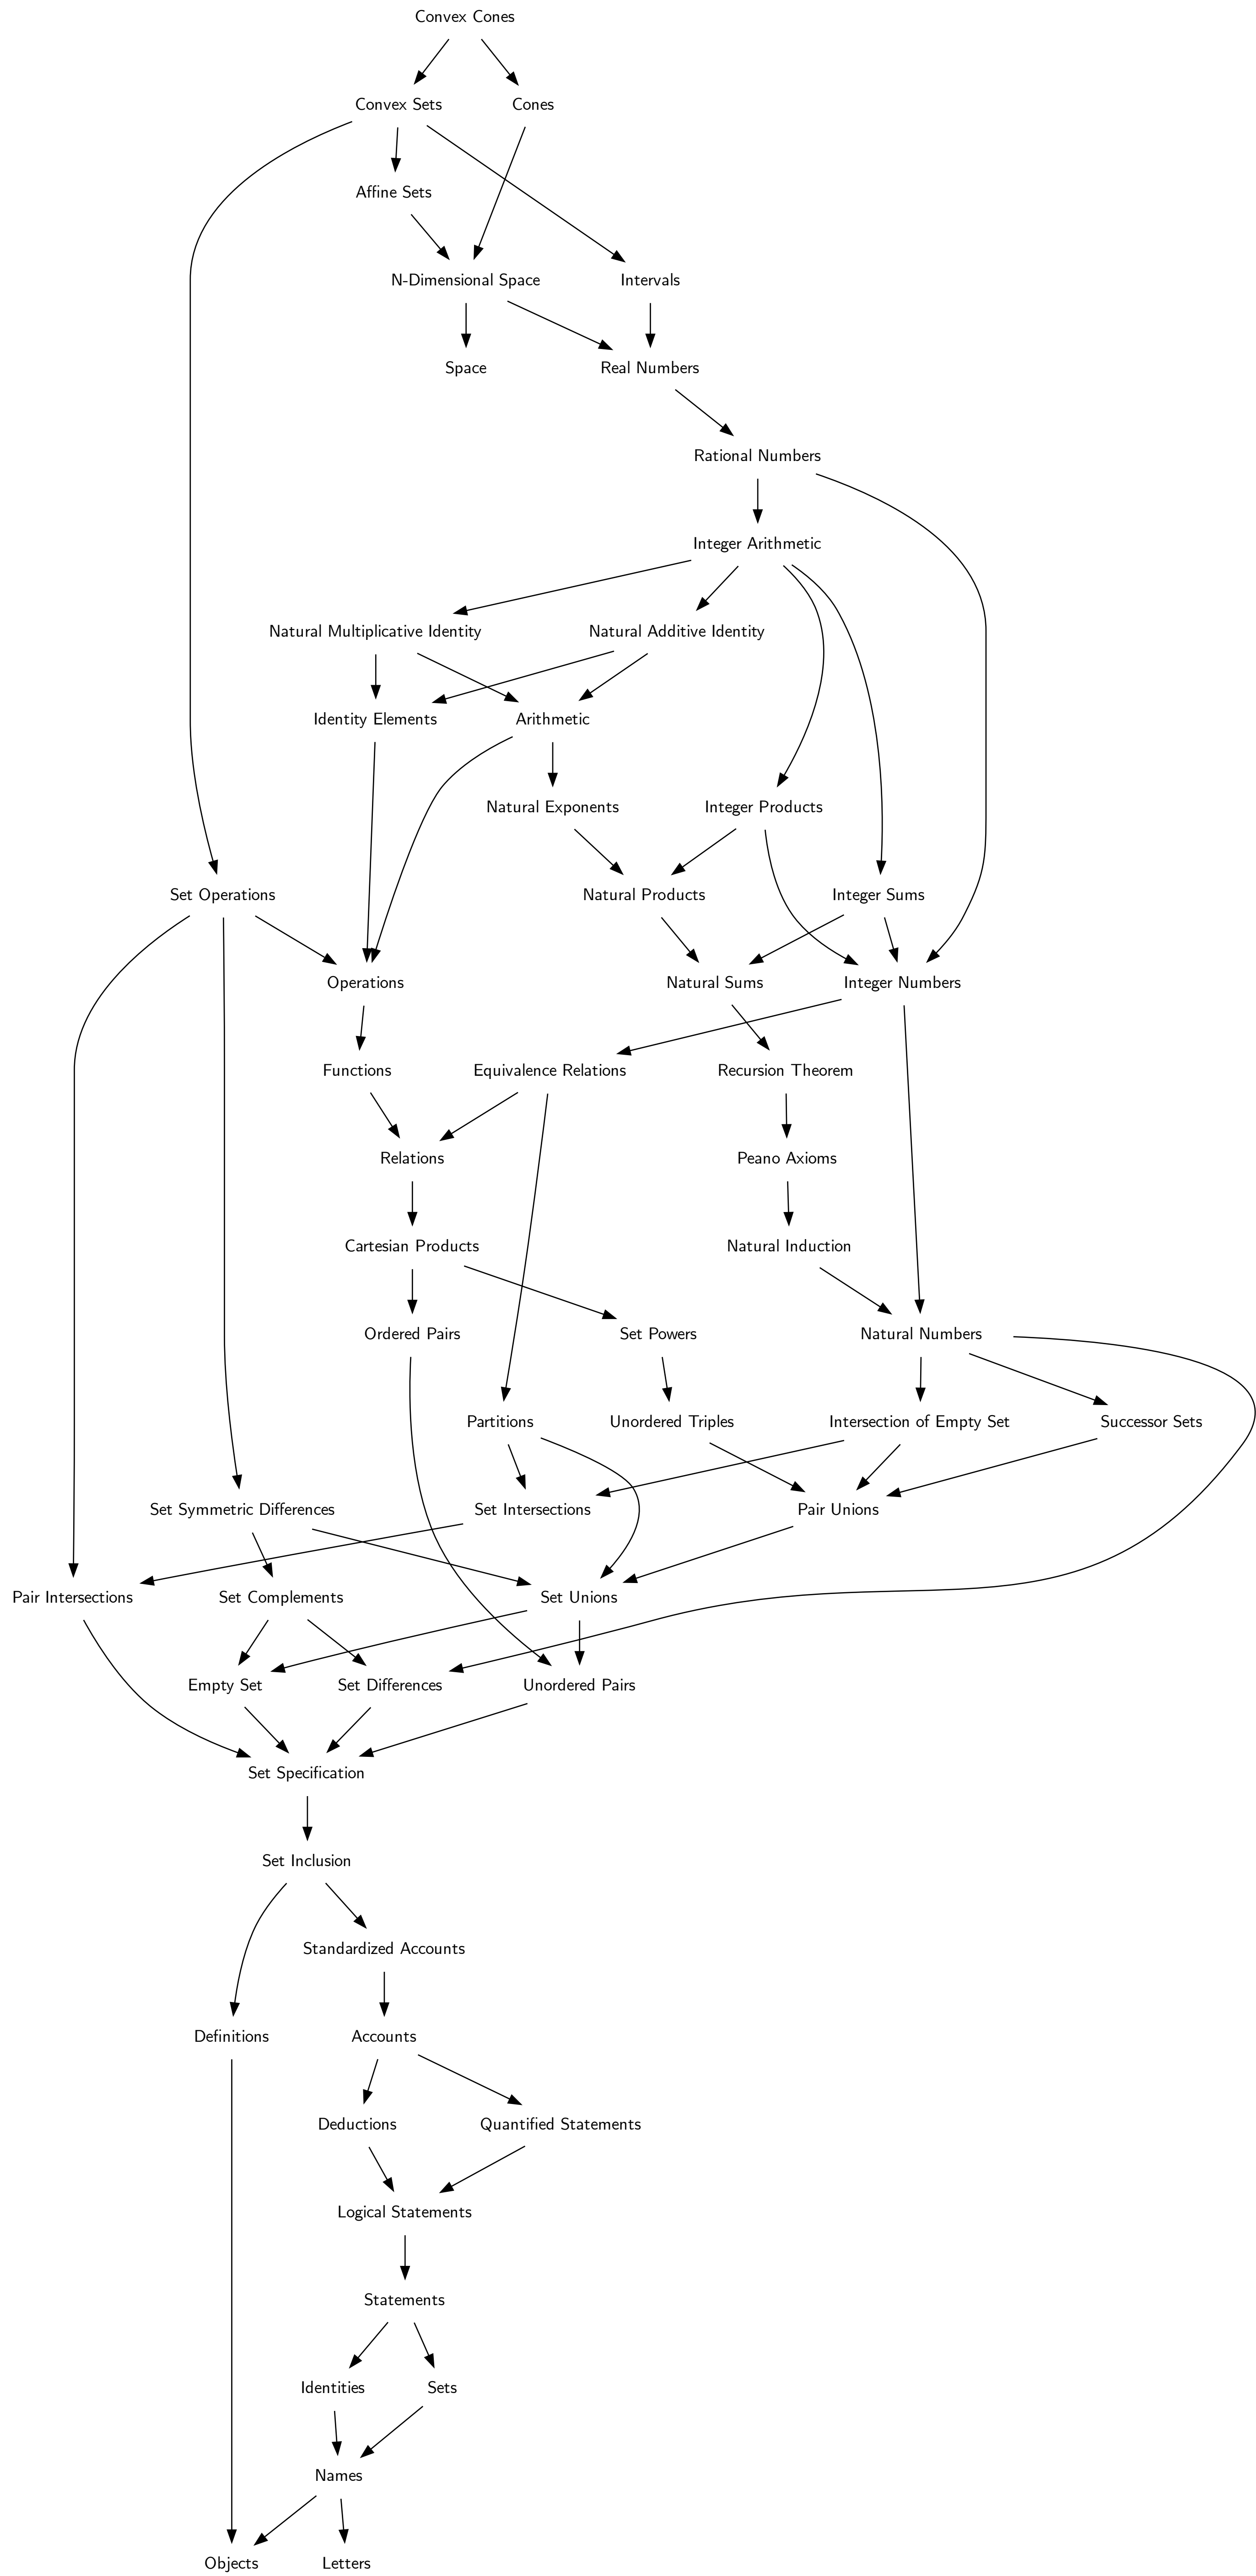 Convex Cones
Convex Sets
Cones
Affine Sets
N-Dimensional Space
Intervals
Space
Real Numbers
Rational Numbers
Integer Arithmetic
Natural Multiplicative Identity
Natural Additive Identity
Identity Elements
Arithmetic
Natural Exponents
Integer Products
Set Operations
Natural Products
Integer Sums
Operations
Natural Sums
Integer Numbers
Functions
Equivalence Relations
Recursion Theorem
Relations
Peano Axioms
Cartesian Products
Natural Induction
Ordered Pairs
Set Powers
Natural Numbers
Partitions
Unordered Triples
Intersection of Empty Set
Successor Sets
Set Symmetric Differences
Set Intersections
Pair Unions
Pair Intersections
Set Complements
Set Unions
Empty Set
Set Differences
Unordered Pairs
Set Specification
Set Inclusion
Standardized Accounts
Definitions
Accounts
Deductions
Quantified Statements
Logical Statements
Statements
Identities
Sets
Names
Objects
Letters